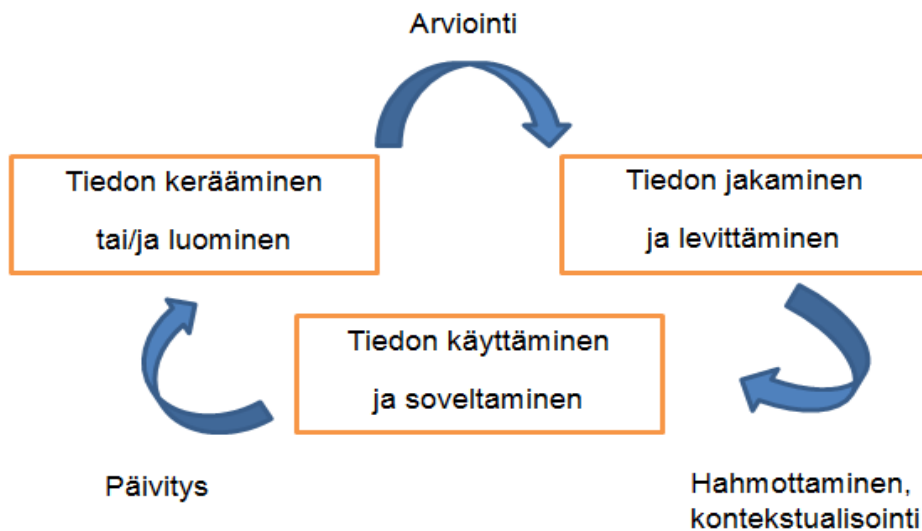 Arviointi
Tiedon kerääminen
tai/ja luominen
Tiedon jakaminen
ja levittäminen
Tiedon käyttäminen
ja soveltaminen
Päivitys
Hahmottaminen,
kontekstualisointi